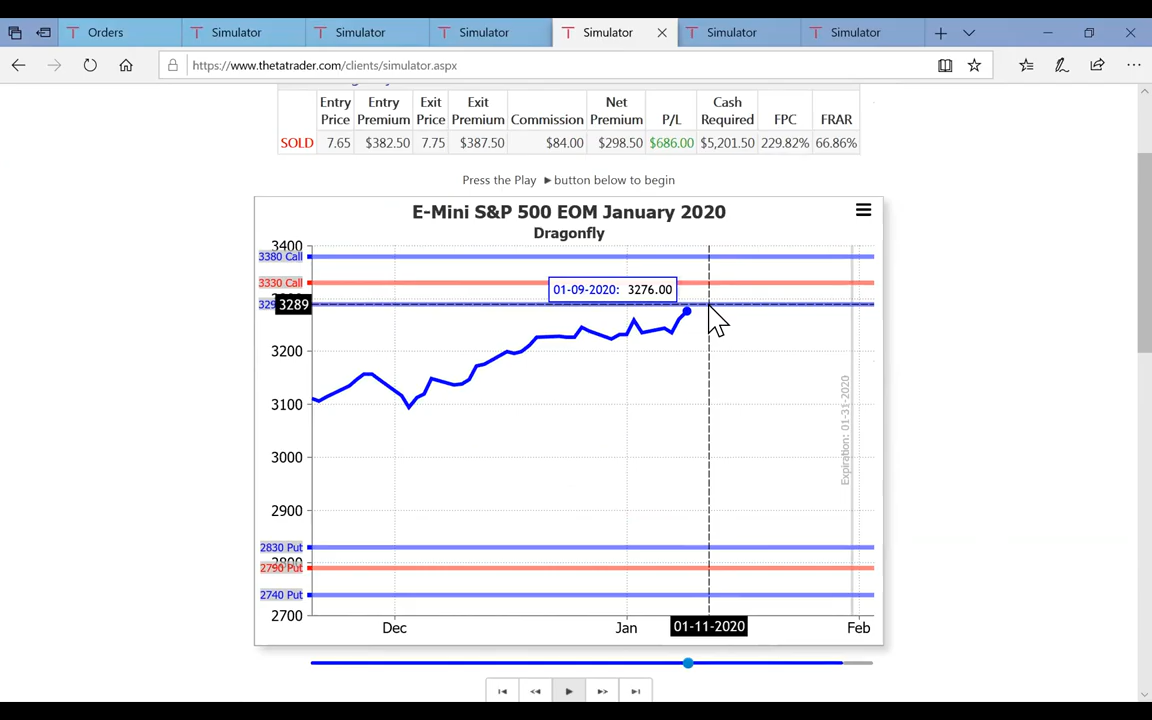 Orders
Simulator
Simulator
Simulator
Simulator
Simulator
Simulator
https://www.thetatrader.com/clients/simulator.aspx
Entry Price Entry Premium Exit Price Exit Premium Commission Net Premium P/L Cash Required FPC FRAR
SOLD 7.65 $382.50 7.75 $387.50 $84.00 $298.50 $686.00 $5,201.50 229.82% 66.86%
Press the Play ▶button below to begin
E-Mini S&P 500 EOM January 2020
Dragonfly
3400
3380 Call
3330 Call
01-09-2020: 3276.00
3289
3200
3100
3000
2900
2830 Put
2790 Put
2740 Put
2700
Expiration: 01-31-2020
Dec Jan 01-11-2020 Feb